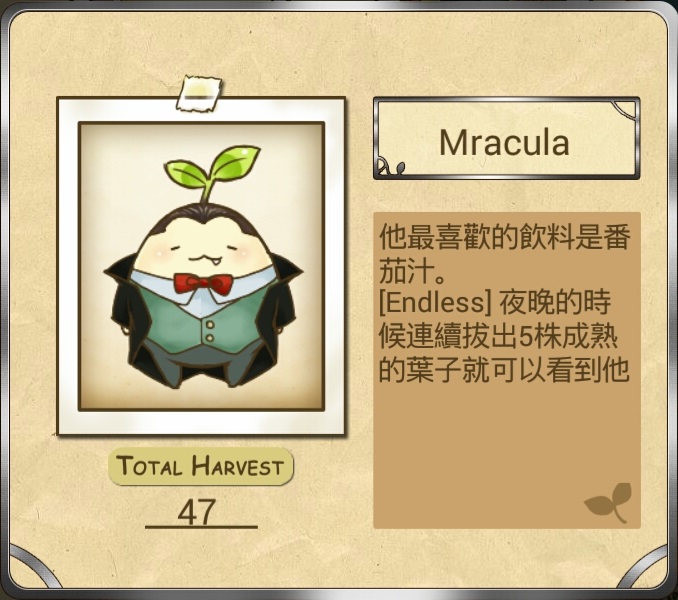 Mracula
他最喜歡的飲料是番
茄汁。
[Endless] 夜晚的時
候連續拔出5株成熟
的葉子就可以看到他
TOTAL HARVEST
47